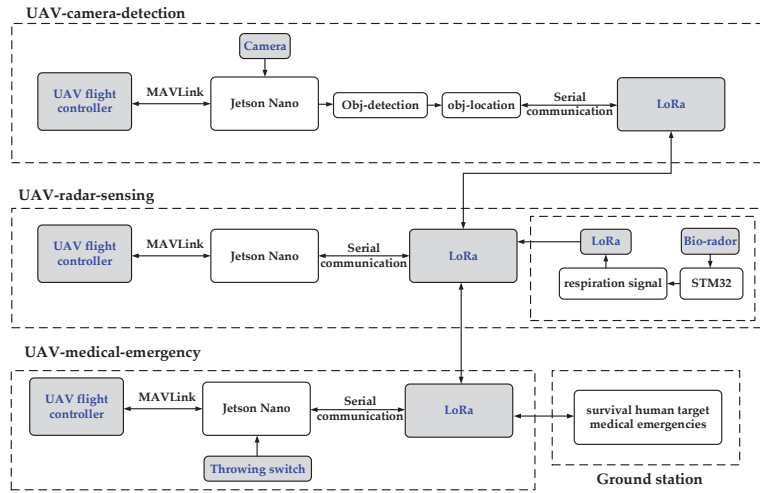 UAV-camera-detection
Camera
UAV flight
controller
MAVLink
Jetson Nano
Obj-detection
obj-location
Serial
communication
LoRa
UAV-radar-sensing
UAV flight
controller
MAVLink
Jetson Nano
Serial
communication
LoRa
LoRa
Bio-rador
respiration signal
STM32
UAV-medical-emergency
UAV flight
controller
MAVLink
Jetson Nano
Serial
communication
LoRa
survival human target
medical emergencies
Throwing switch
Ground station